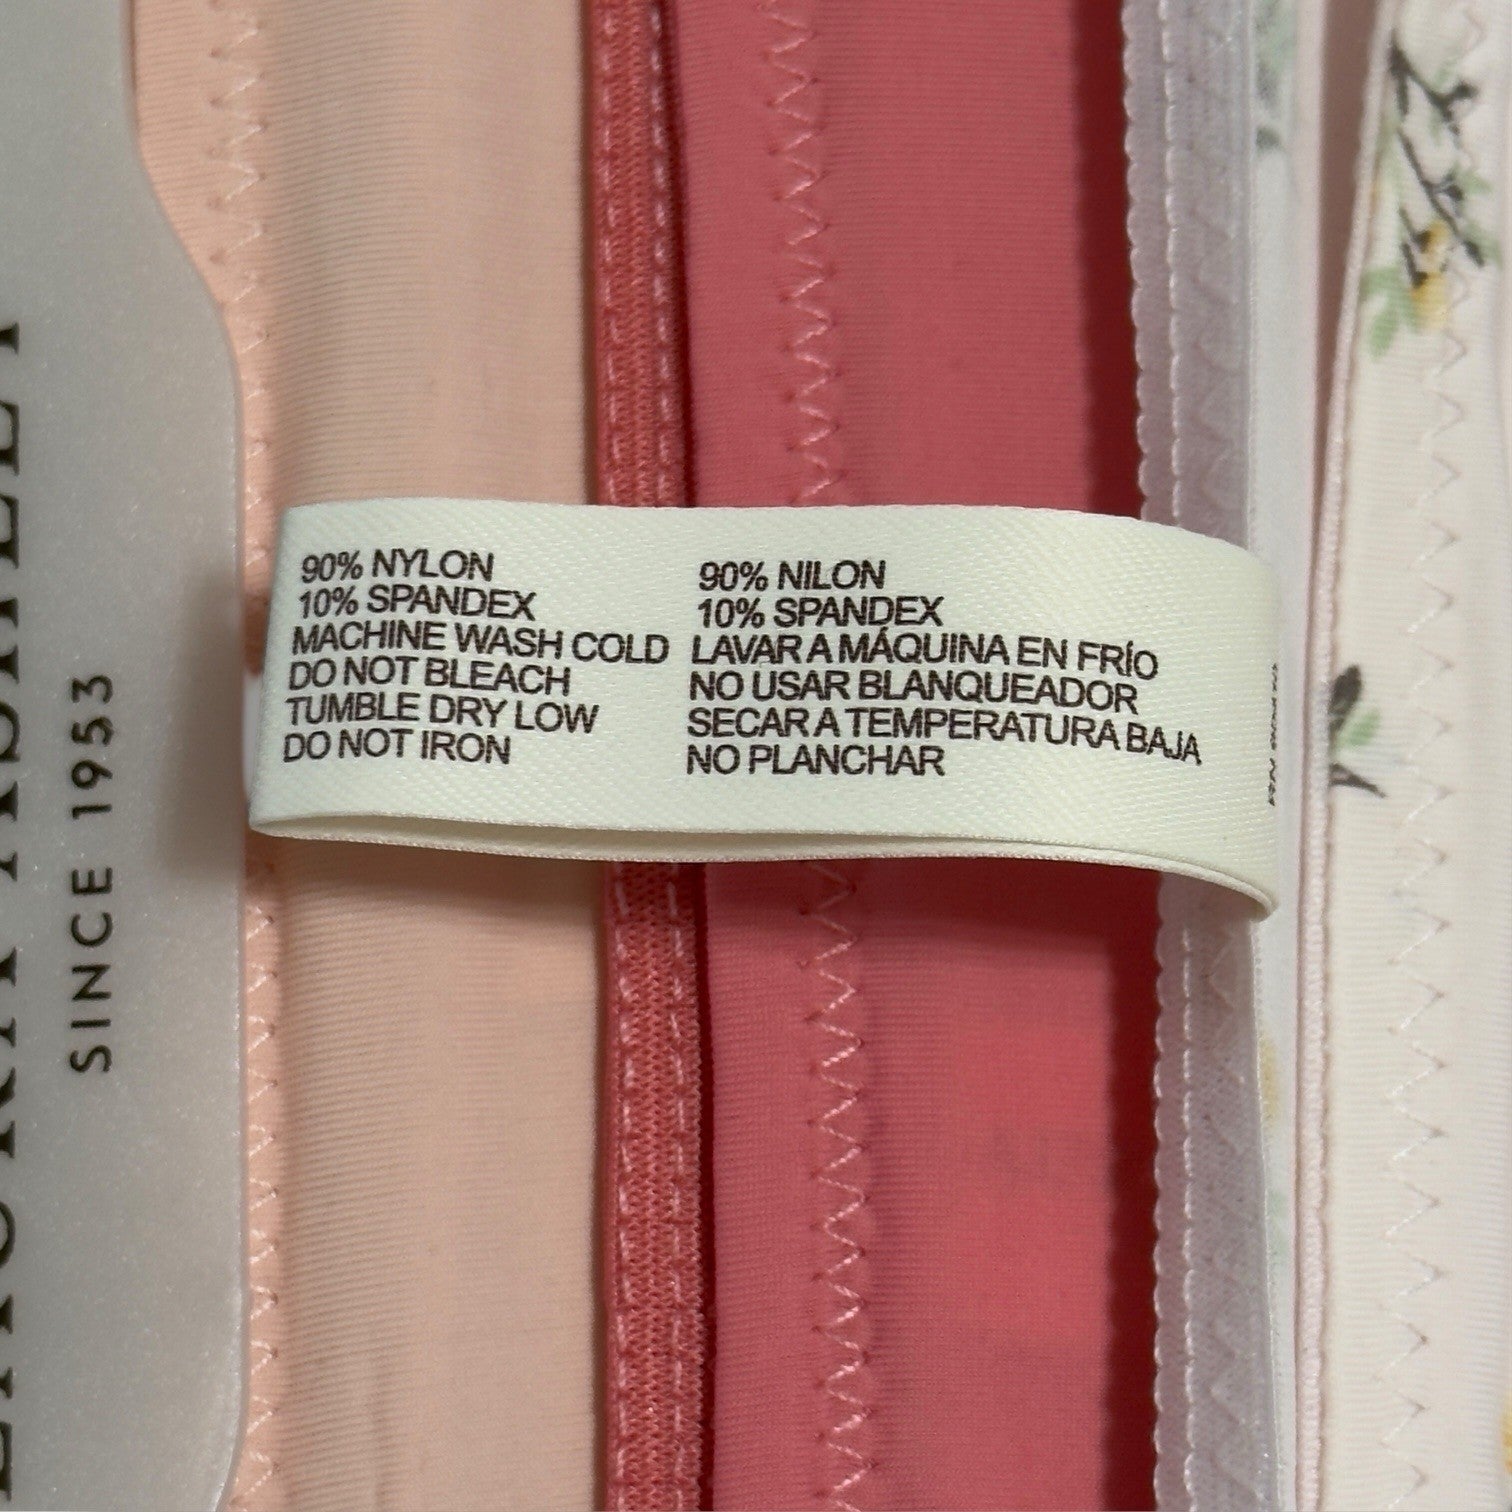 SINCE 1953
90% NYLON
10% SPANDEX
MACHINE WASH COLD
DO NOT BLEACH
TUMBLE DRY LOW
DO NOT IRON
90% NILON
10% SPANDEX
LAVAR A MÁQUINA EN FRÍO
NO USAR BLANQUEADOR
SECAR A TEMPERATURA BAJA
NO PLANCHAR